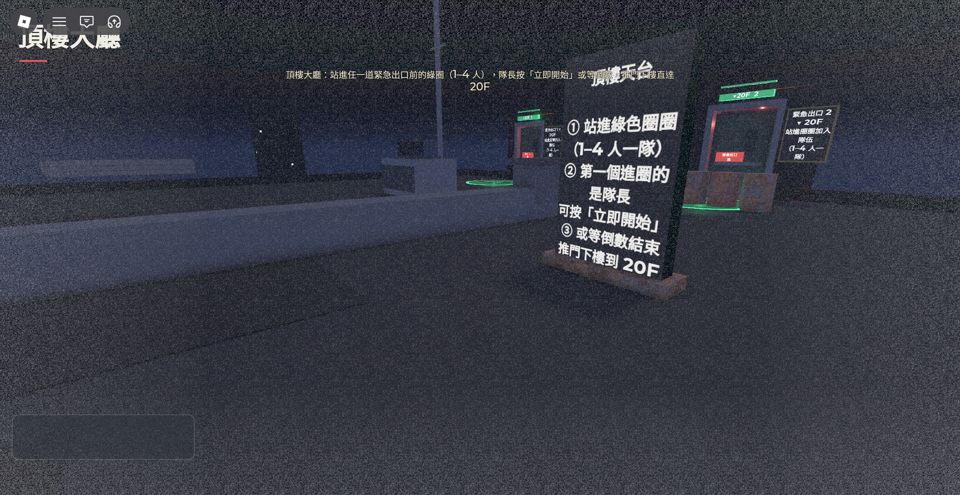 頂樓大廳
頂樓大廳：站進任一道緊急出口前的綠圈（1–4 人），隊長按「立即開始」或等
20F
頂樓天台
① 站進綠色圈圈
（1–4 人一隊）
② 第一個進圈的
是隊長
可按「立即開始」
③ 或等倒數結束
推門下樓到 20F
20F 2
緊急出口 2
▼ 20F
站進圈圈加入
隊伍
（1–4 人一
隊）